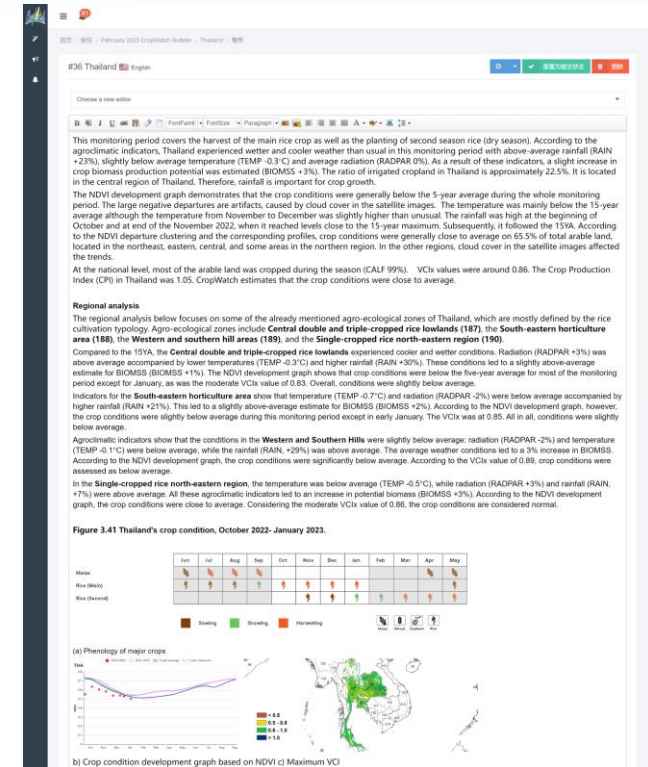 首页 > 报告 > February 2023 CropWatch Bulletin > Thailand > 写作
#36 Thailand English
重置为提交状态
删除
Choose a new editor
B I U ABC FontFamily FontSize Paragraph A
This monitoring period covers the harvest of the main rice crop as well as the planting of second season rice (dry season). According to the
agroclimatic indicators, Thailand experienced wetter and cooler weather than usual in this monitoring period with above-average rainfall (RAIN
+23%), slightly below average temperature (TEMP -0.3°C) and average radiation (RADPAR 0%). As a result of these indicators, a slight increase in
crop biomass production potential was estimated (BIOMSS +3%). The ratio of irrigated cropland in Thailand is approximately 22.5%. It is located
in the central region of Thailand. Therefore, rainfall is important for crop growth.
The NDVI development graph demonstrates that the crop conditions were generally below the 5-year average during the whole monitoring
period. The large negative departures are artifacts, caused by cloud cover in the satellite images. The temperature was mainly below the 15-year
average although the temperature from November to December was slightly higher than unusual. The rainfall was high at the beginning of
October and at end of the November 2022, when it reached levels close to the 15-year maximum. Subsequently, it followed the 15YA. According
to the NDVI departure clustering and the corresponding profiles, crop conditions were generally close to average on 65.5% of total arable land,
located in the northeast, eastern, central, and some areas in the northern region. In the other regions, cloud cover in the satellite images affected
the trends.
At the national level, most of the arable land was cropped during the season (CALF 99%). VCIx values were around 0.86. The Crop Production
Index (CPI) in Thailand was 1.05. CropWatch estimates that the crop conditions were close to average.
Regional analysis
The regional analysis below focuses on some of the already mentioned agro-ecological zones of Thailand, which are mostly defined by the rice
cultivation typology. Agro-ecological zones include Central double and triple-cropped rice lowlands (187), the South-eastern horticulture
area (188), the Western and southern hill areas (189), and the Single-cropped rice north-eastern region (190).
Compared to the 15YA, the Central double and triple-cropped rice lowlands experienced cooler and wetter conditions. Radiation (RADPAR +3%) was
above average accompanied by lower temperatures (TEMP -0.3°C) and higher rainfall (RAIN +30%). These conditions led to a slightly above-average
estimate for BIOMSS (BIOMSS +1%). The NDVI development graph shows that crop conditions were below the five-year average for most of the monitoring
period except for January, as was the moderate VCIx value of 0.83. Overall, conditions were slightly below average.
Indicators for the South-eastern horticulture area show that temperature (TEMP -0.7°C) and radiation (RADPAR -2%) were below average accompanied by
higher rainfall (RAIN +21%). This led to a slightly above-average estimate for BIOMSS (BIOMSS +2%). According to the NDVI development graph, however,
the crop conditions were slightly below average during this monitoring period except in early January. The VCIx was at 0.85. All in all, conditions were slightly
below average.
Agroclimatic indicators show that the conditions in the Western and Southern Hills were slightly below average: radiation (RADPAR -2%) and temperature
(TEMP -0.1°C) were below average, while the rainfall (RAIN, +29%) was above average. The average weather conditions led to a 3% increase in BIOMSS.
According to the NDVI development graph, the crop conditions were significantly below average. According to the VCIx value of 0.89, crop conditions were
assessed as below average.
In the Single-cropped rice north-eastern region, the temperature was below average (TEMP -0.5°C), while radiation (RADPAR +3%) and rainfall (RAIN,
+7%) were above average. All these agroclimatic indicators led to an increase in potential biomass (BIOMSS +3%). According to the NDVI development
graph, the crop conditions were close to average. Considering the moderate VCIx value of 0.86, the crop conditions are considered normal.
Figure 3.41 Thailand's crop condition, October 2022- January 2023.
Jun Jul Aug Sep Oct Nov Dec Jan Feb Mar Apr May
Maize
Rice (Main)
Rice (Second)
Sowing Growing Harvesting
Maize Wheat Soybean Rice
(a) Phenology of major crops
THA
< 0.5
0.5 - 0.8
0.8 - 1.0
> 1.0
b) Crop condition development graph based on NDVI c) Maximum VCI